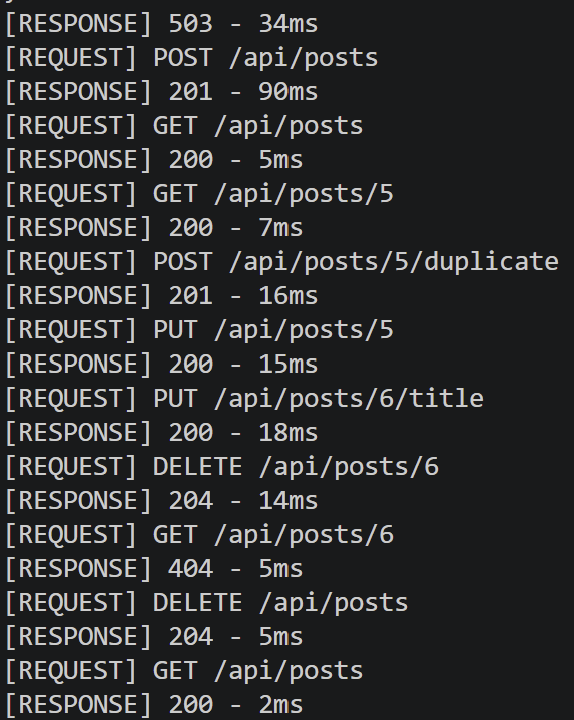 [RESPONSE] 503 - 34ms
[REQUEST] POST /api/posts
[RESPONSE] 201 - 90ms
[REQUEST] GET /api/posts
[RESPONSE] 200 - 5ms
[REQUEST] GET /api/posts/5
[RESPONSE] 200 - 7ms
[REQUEST] POST /api/posts/5/duplicate
[RESPONSE] 201 - 16ms
[REQUEST] PUT /api/posts/5
[RESPONSE] 200 - 15ms
[REQUEST] PUT /api/posts/6/title
[RESPONSE] 200 - 18ms
[REQUEST] DELETE /api/posts/6
[RESPONSE] 204 - 14ms
[REQUEST] GET /api/posts/6
[RESPONSE] 404 - 5ms
[REQUEST] DELETE /api/posts
[RESPONSE] 204 - 5ms
[REQUEST] GET /api/posts
[RESPONSE] 200 - 2ms